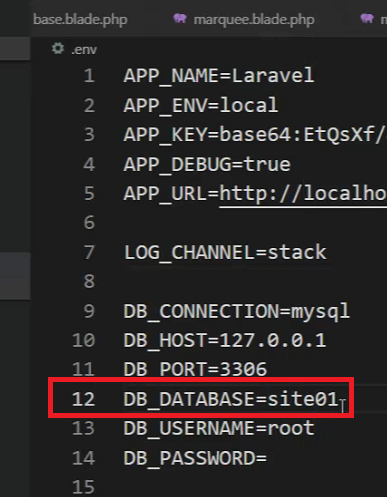 base.blade.php marquee.blade.php
.env
1 APP_NAME=Laravel
2 APP_ENV=local
3 APP_KEY=base64:EtQsXf/
4 APP_DEBUG=true
5 APP_URL=http://localho
6
7 LOG_CHANNEL=stack
8
9 DB_CONNECTION=mysql
10 DB_HOST=127.0.0.1
11 DB_PORT=3306
12 DB_DATABASE=site01
13 DB_USERNAME=root
14 DB_PASSWORD=
15